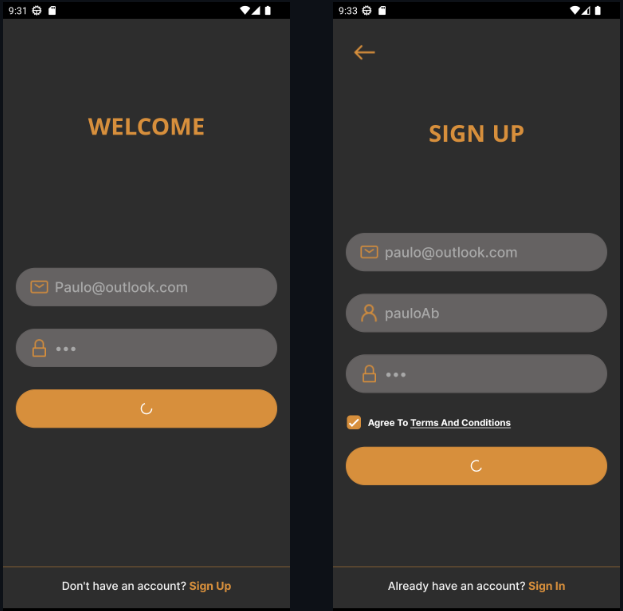 9:31
WELCOME
Paulo@outlook.com
•••
Don't have an account? Sign Up
9:33
SIGN UP
paulo@outlook.com
pauloAb
•••
Agree To Terms And Conditions
Already have an account? Sign In